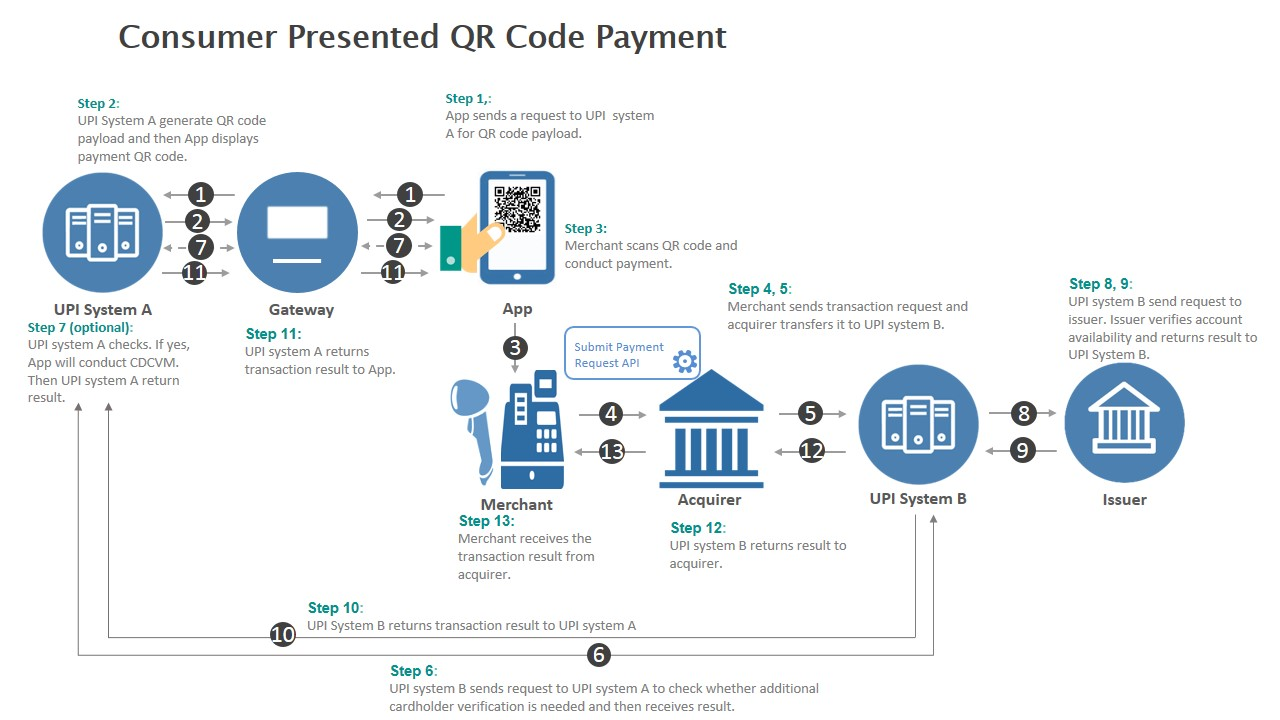 Consumer Presented QR Code Payment
Step 2:
UPI System A generate QR code
payload and then App displays
payment QR code.
Step 1,:
App sends a request to UPI system
A for QR code payload.
1
1
2
2
7
7
11
11
Step 3:
Merchant scans QR code and
conduct payment.
UPI System A
Gateway
App
Step 7 (optional):
UPI system A checks. If yes,
App will conduct CDCVM.
Then UPI system A return
result.
Step 11:
UPI system A returns
transaction result to App.
3
Submit Payment
Request API
Step 4, 5:
Merchant sends transaction request and
acquirer transfers it to UPI system B.
Step 8, 9:
UPI system B send request to
issuer. Issuer verifies account
availability and returns result to
UPI System B.
4
5
8
13
12
9
Merchant
Acquirer
UPI System B
Issuer
Step 13:
Merchant receives the
transaction result from
acquirer.
Step 12:
UPI system B returns result to
acquirer.
Step 10:
UPI System B returns transaction result to UPI system A
10
6
Step 6:
UPI system B sends request to UPI system A to check whether additional
cardholder verification is needed and then receives result.